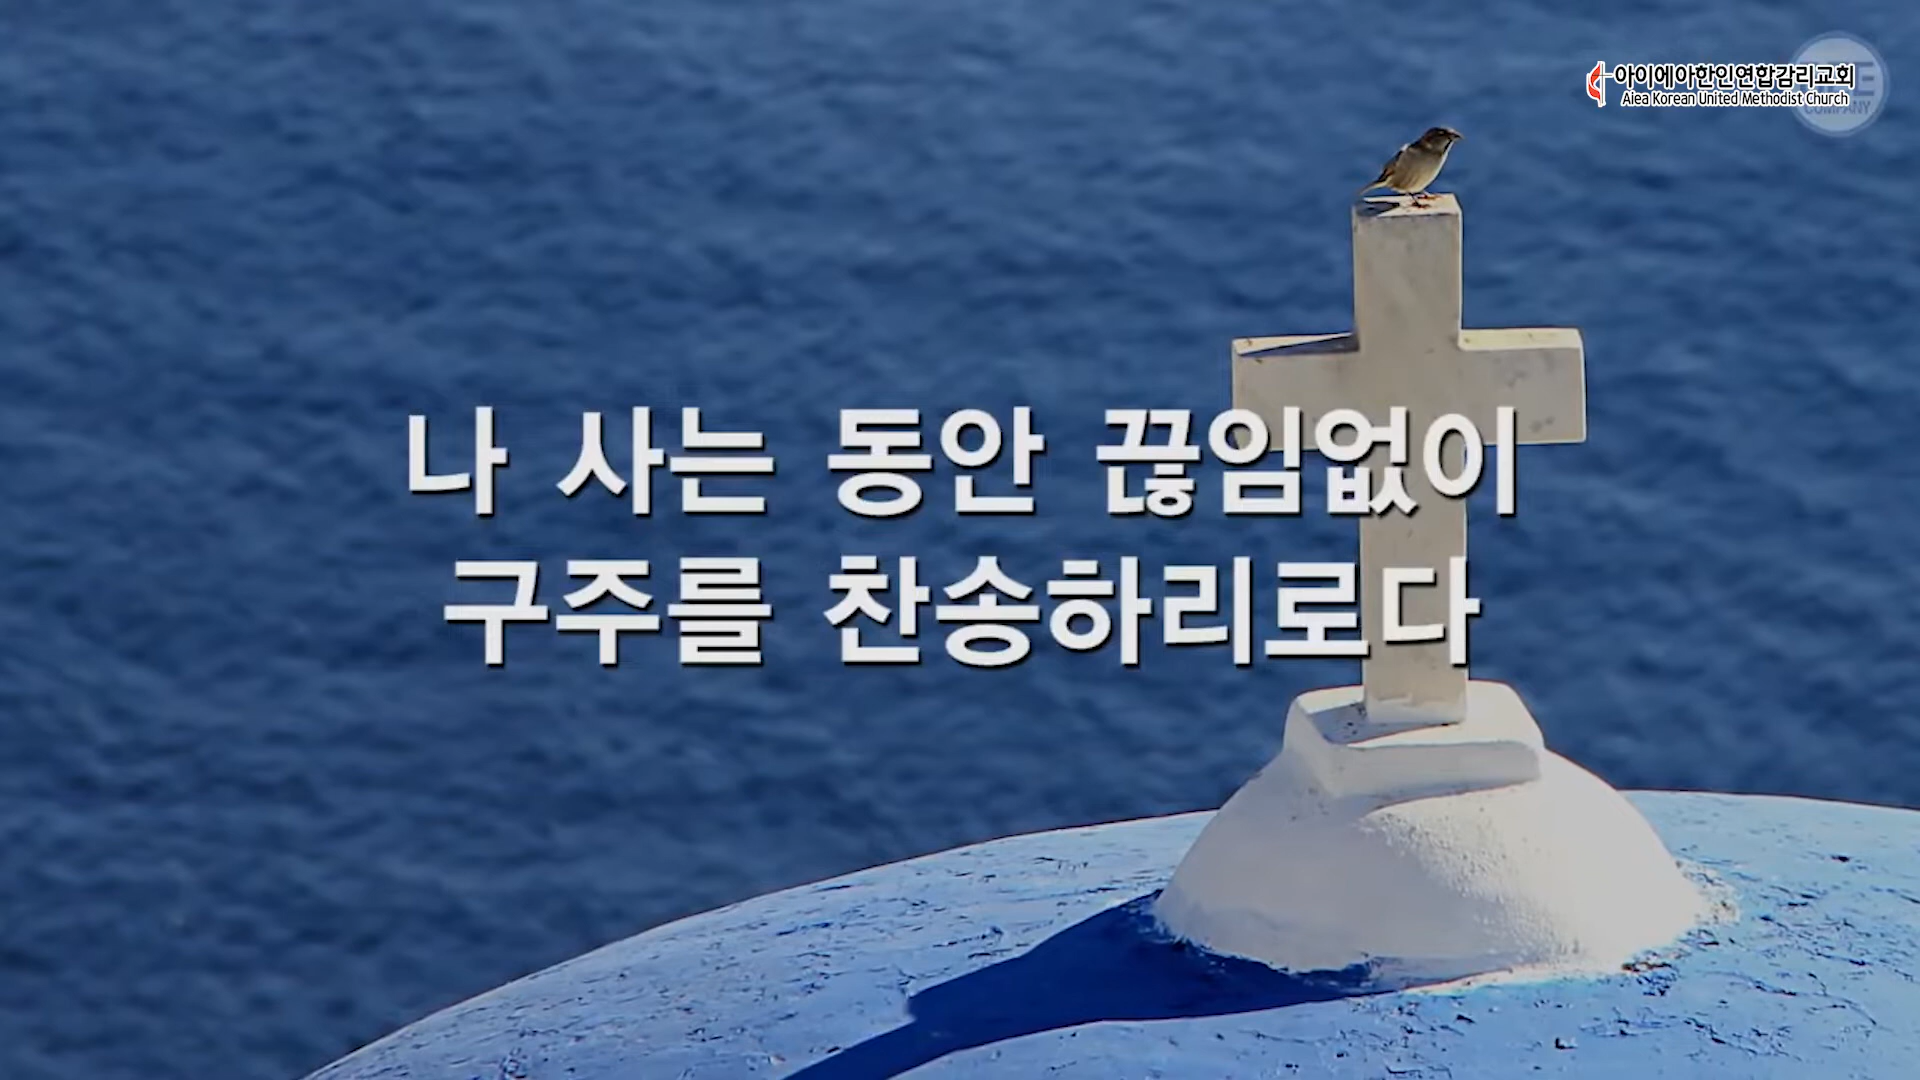 아이에아한인연합감리교회
Aiea Korean United Methodist Church
COMPANY
나 사는 동안 끊임없이
구주를 찬송하리로다